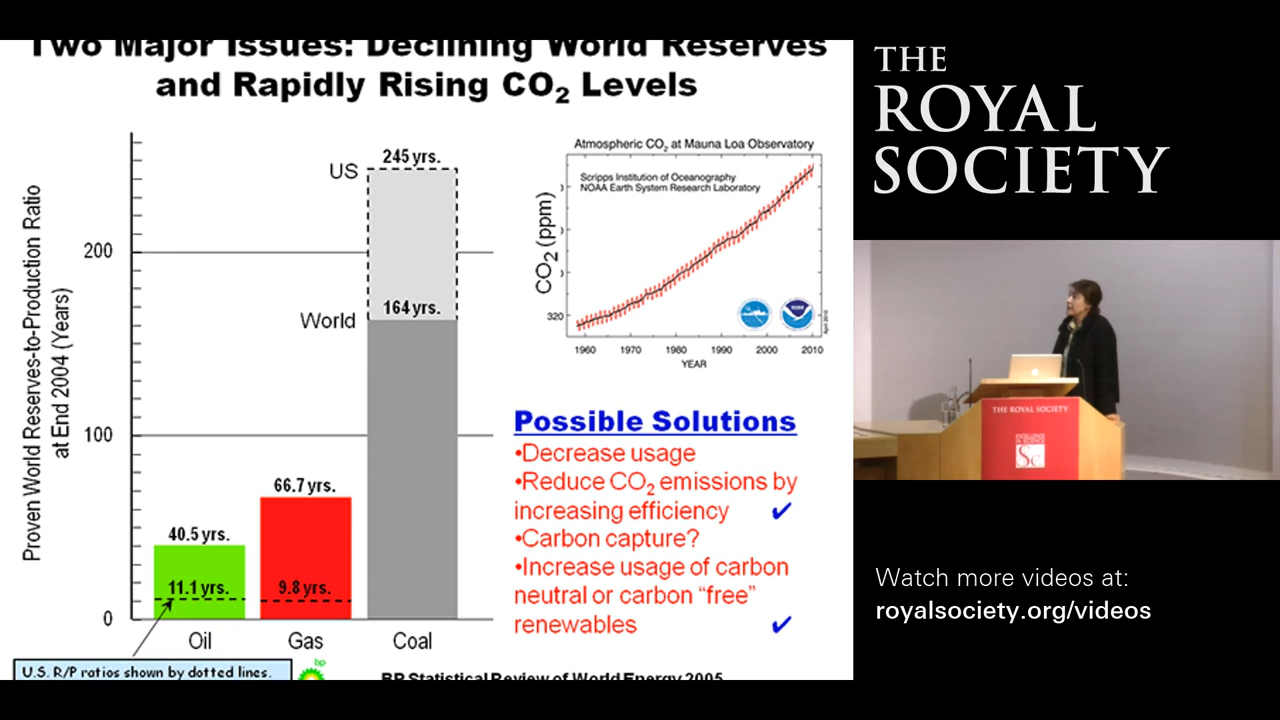 Two Major Issues: Declining World Reserves
and Rapidly Rising CO2 Levels
Proven World Reserves-to-Production Ratio
at End 2004 (Years)
200
100
0
US
245 yrs.
World
164 yrs.
66.7 yrs.
40.5 yrs.
11.1 yrs.
9.8 yrs.
Oil
Gas
Coal
U.S. R/P ratios shown by dotted lines.
bp
BP Statistical Review of World Energy 2005
Atmospheric CO2 at Mauna Loa Observatory
Scripps Institution of Oceanography
NOAA Earth System Research Laboratory
CO2 (ppm)
320
1960
1970
1980
1990
2000
2010
YEAR
NOAA
Possible Solutions
•Decrease usage
•Reduce CO2 emissions by
increasing efficiency ✓
•Carbon capture?
•Increase usage of carbon
neutral or carbon “free”
renewables ✓
THE
ROYAL
SOCIETY
THE ROYAL SOCIETY
EXCELLENCE
IN SCIENCE
Sc
Watch more videos at:
royalsociety.org/videos